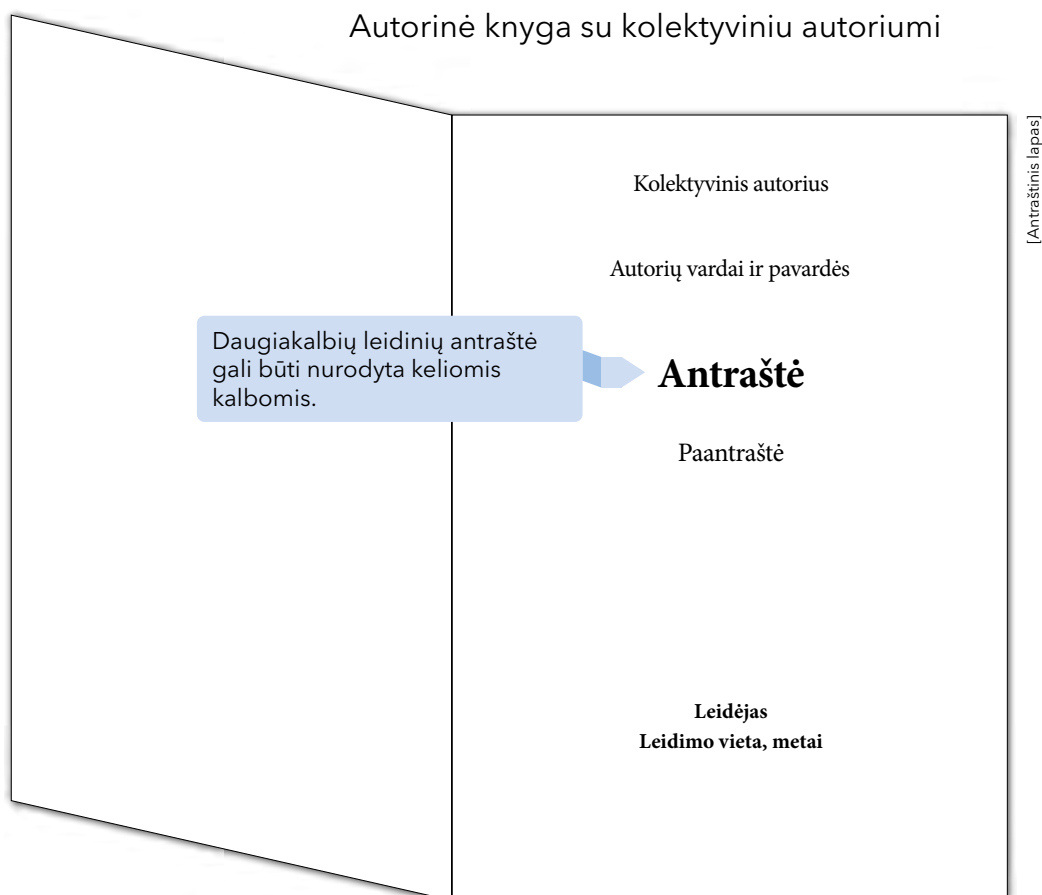 Autorinė knyga su kolektyviniu autoriumi
[Antraštinis lapas]
Kolektyvinis autorius
Autorių vardai ir pavardės
Daugiakalbių leidinių antraštė
gali būti nurodyta keliomis
kalbomis.
Antraštė
Paantraštė
Leidėjas
Leidimo vieta, metai